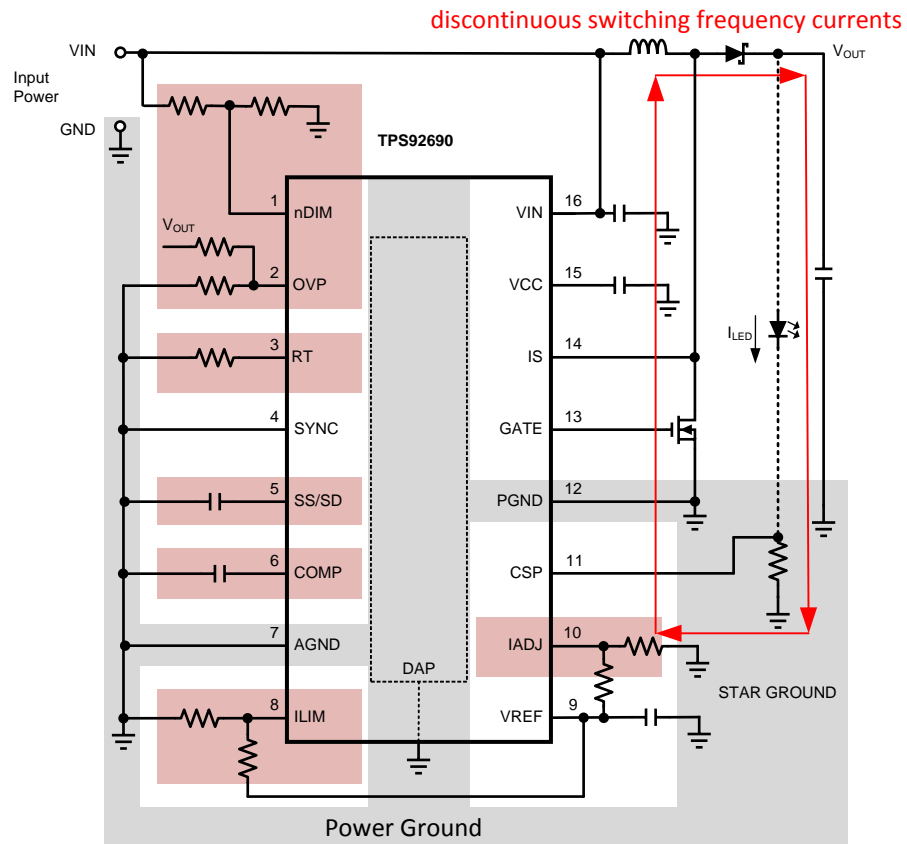 discontinuous switching frequency currents
VIN
VOUT
Input
Power
GND
TPS92690
1
nDIM
VIN
16
VOUT
2
OVP
VCC
15
3
RT
IS
14
ILED
4
SYNC
GATE
13
5
SS/SD
PGND
12
6
COMP
CSP
11
7
AGND
IADJ
10
DAP
STAR GROUND
8
ILIM
VREF
9
Power Ground